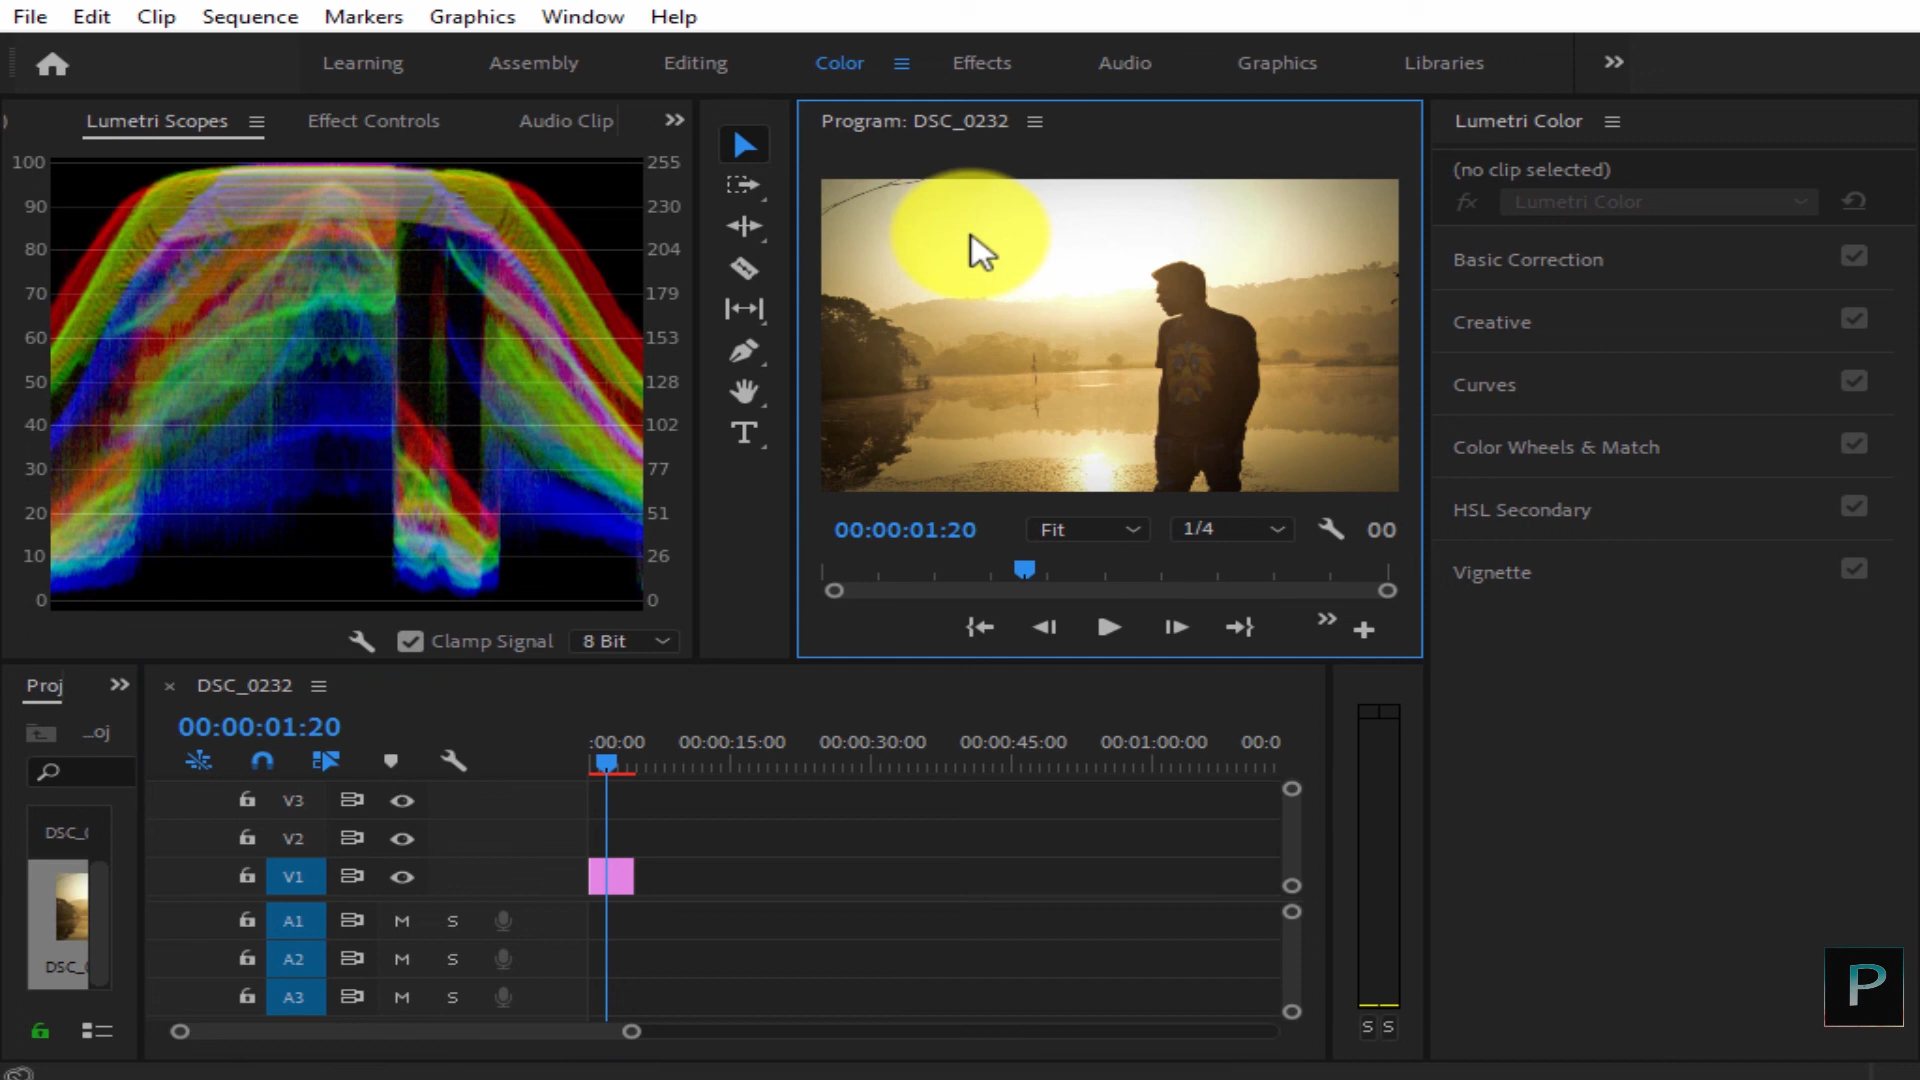 File Edit Clip Sequence Markers Graphics Window Help
Learning Assembly Editing Color Effects Audio Graphics Libraries
Lumetri Scopes Effect Controls Audio Clip
100 255
90 230
80 204
70 179
60 153
50 128
40 102
30 77
20 51
10 26
0 0
Clamp Signal 8 Bit
T
Program: DSC_0232
00:00:01:20 Fit 1/4 00
Lumetri Color
(no clip selected)
fx Lumetri Color
Basic Correction
Creative
Curves
Color Wheels & Match
HSL Secondary
Vignette
Proj
...oj
DSC_
DSC_
DSC_0232
00:00:01:20
:00:00 00:00:15:00 00:00:30:00 00:00:45:00 00:01:00:00 00:0
V3
V2
V1
A1 M S
A2 M S
A3 M S
S S
P